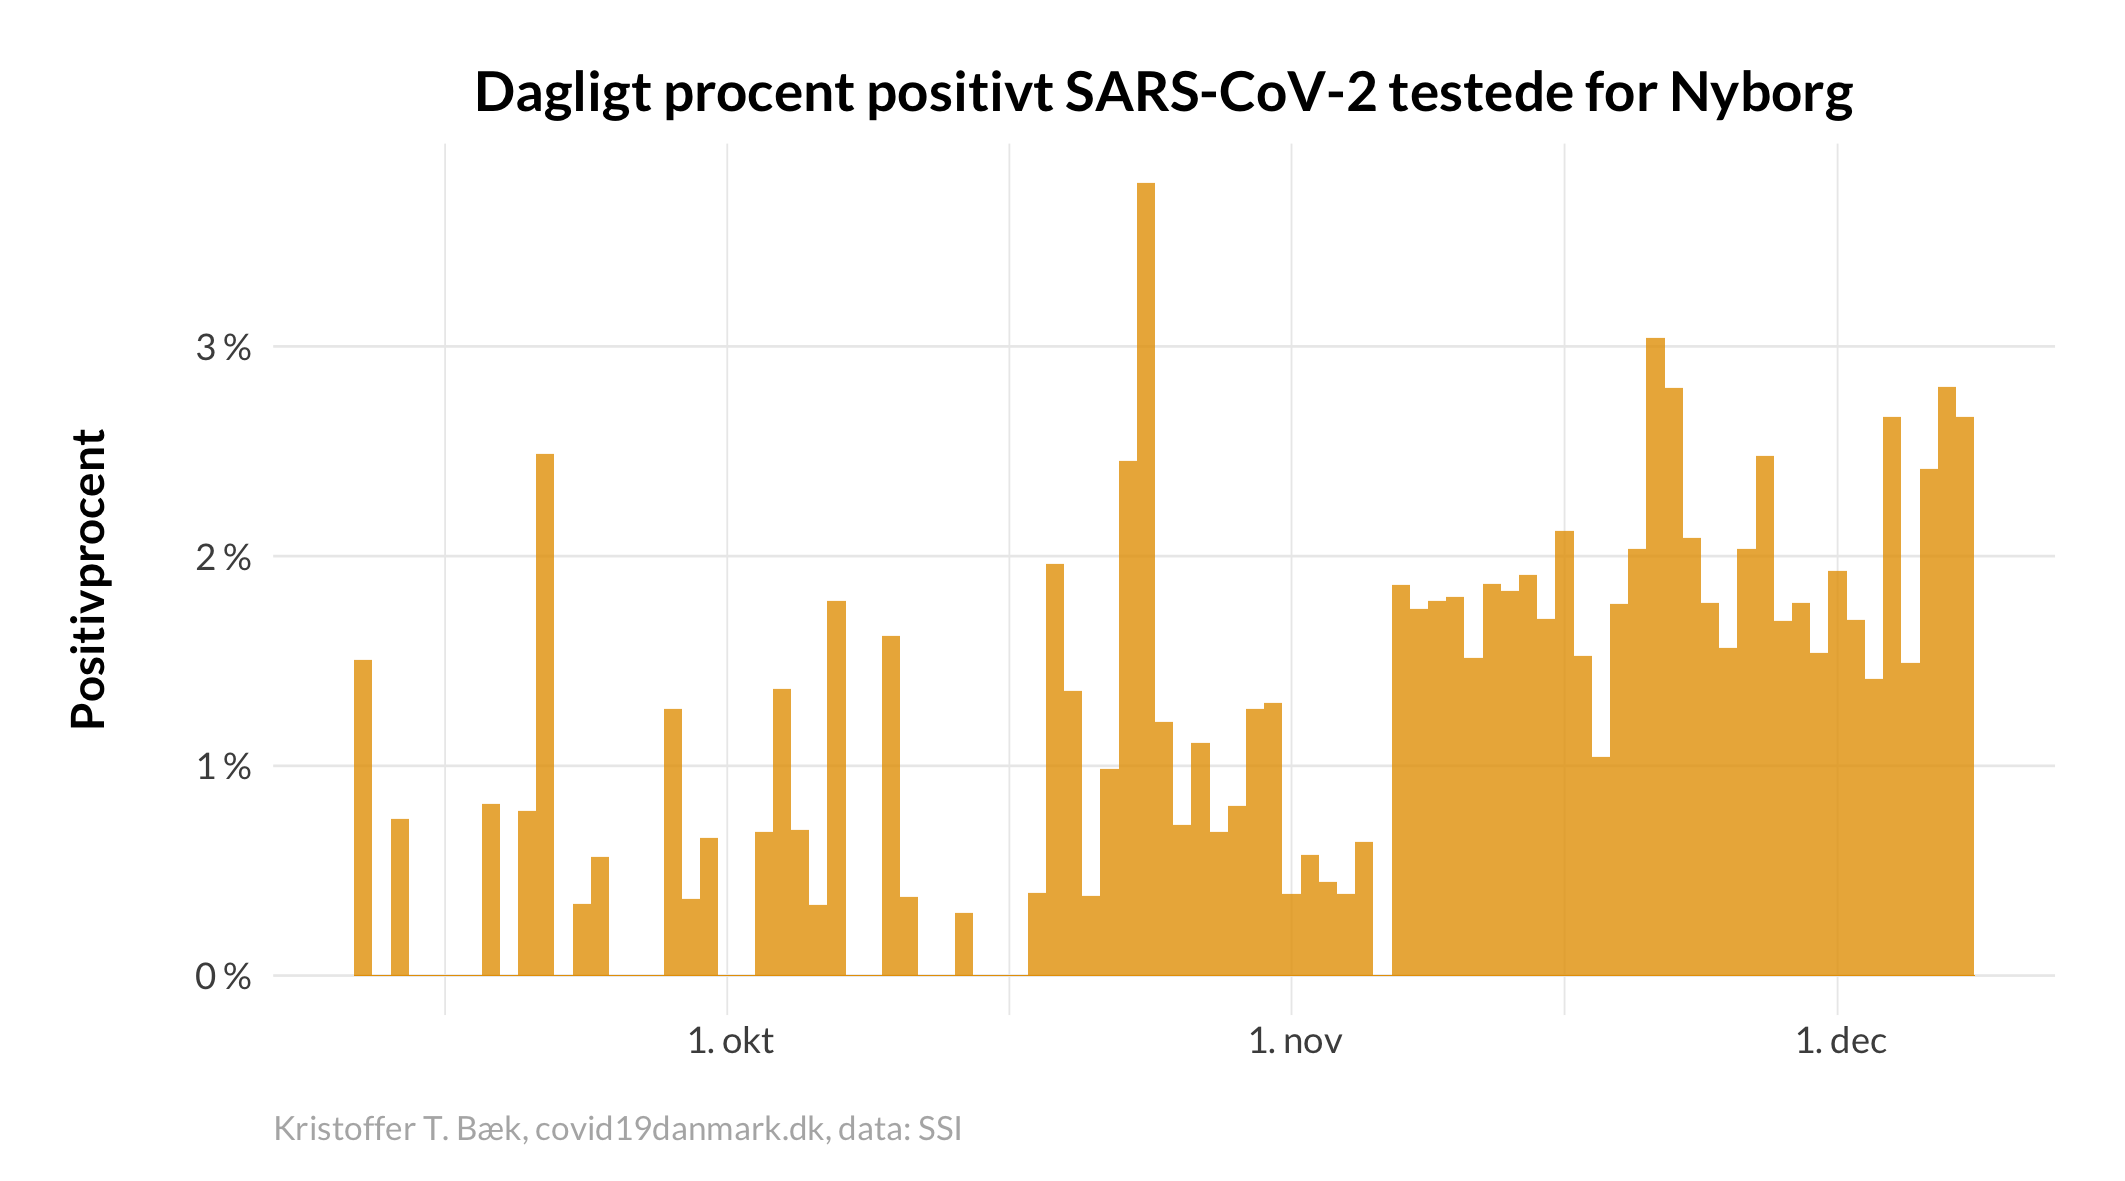 Dagligt procent positivt SARS-CoV-2 testede for Nyborg
Positivprocent
3 %
2 %
1 %
0 %
1. okt
1. nov
1. dec
Kristoffer T. Bæk, covid19danmark.dk, data: SSI